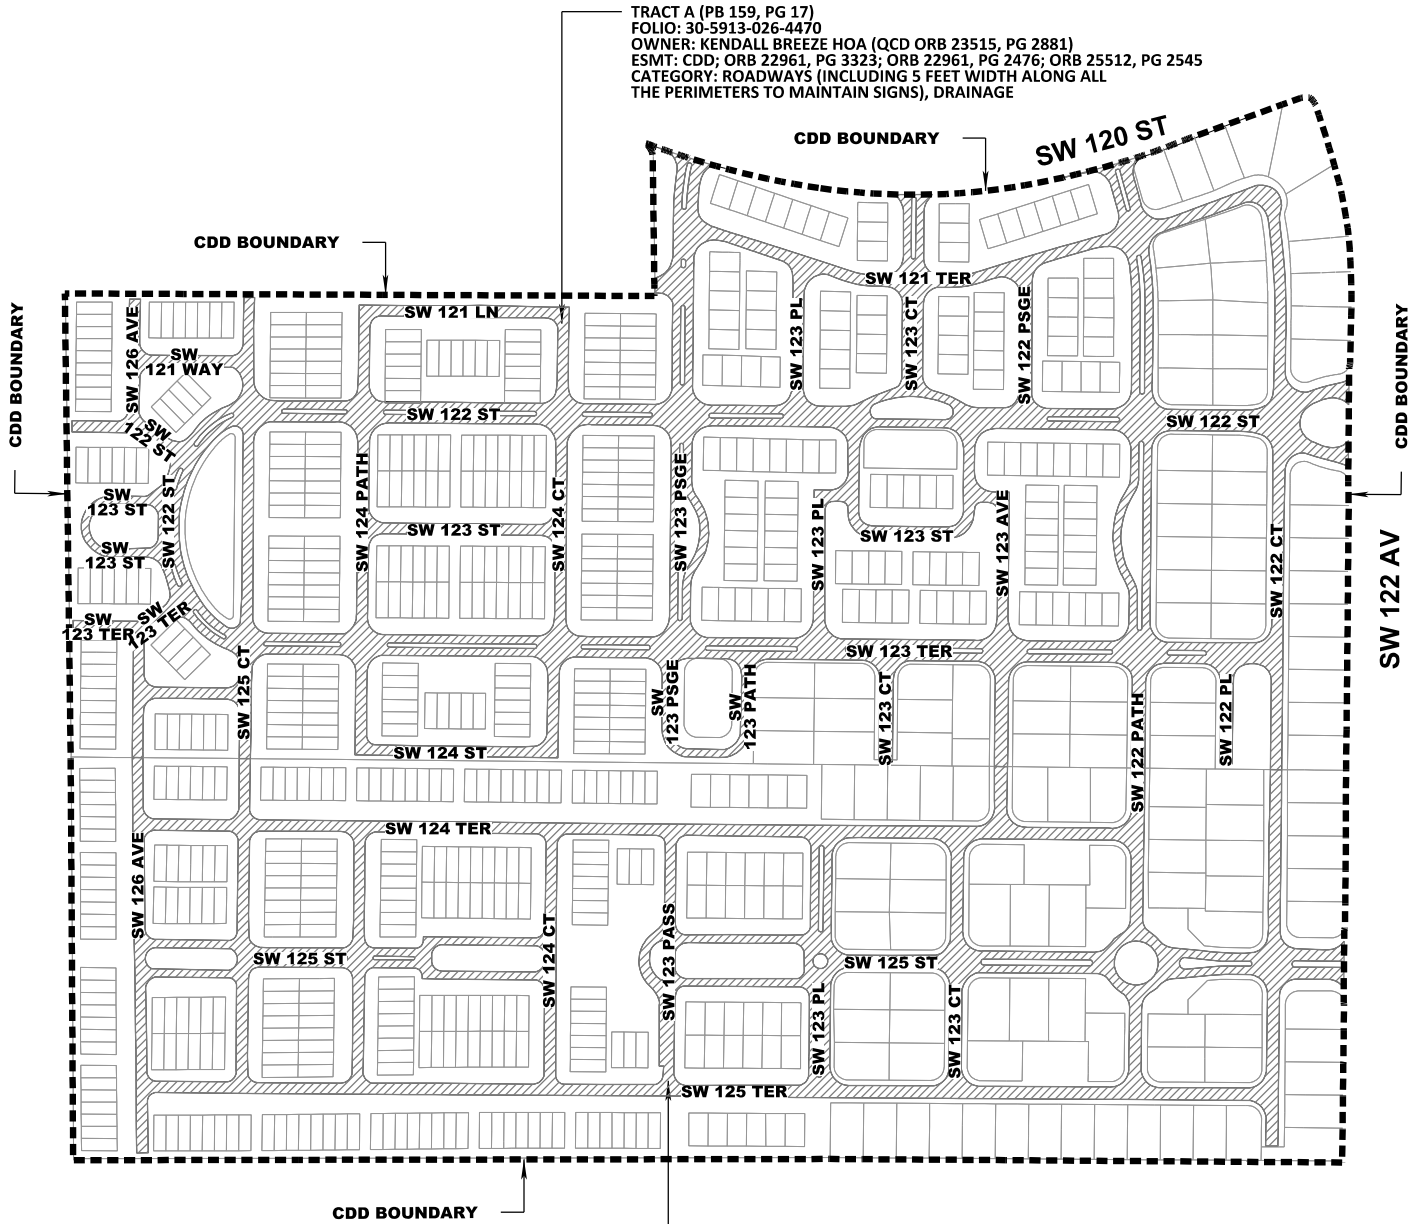 TRACT A (PB 159, PG 17)
FOLIO: 30-5913-026-4470
OWNER: KENDALL BREEZE HOA (QCD ORB 23515, PG 2881)
ESMT: CDD; ORB 22961, PG 3323; ORB 22961, PG 2476; ORB 25512, PG 2545
CATEGORY: ROADWAYS (INCLUDING 5 FEET WIDTH ALONG ALL
THE PERIMETERS TO MAINTAIN SIGNS), DRAINAGE
CDD BOUNDARY
SW 120 ST
CDD BOUNDARY
SW 121 TER
SW 121 LN
SW 126 AVE
SW
121 WAY
SW 123 PL
SW 123 CT
SW 122 PSGE
CDD BOUNDARY
CDD BOUNDARY
SW 122 ST
SW 122 ST
SW
122 ST
SW
123 ST
SW 122 ST
SW 124 PATH
SW 124 CT
SW 123 PSGE
SW 123 PL
SW 123 AVE
SW 123 ST
SW 123 ST
SW
123 ST
SW 122 CT
SW 122 AV
SW
123 TER
SW
123 TER
SW 125 CT
SW 123 TER
SW
123 PSGE
SW
123 PATH
SW 123 CT
SW 122 PATH
SW 122 PL
SW 124 ST
SW 124 TER
SW 126 AVE
SW 124 CT
SW 123 PASS
SW 125 ST
SW 125 ST
SW 123 PL
SW 123 CT
SW 125 TER
CDD BOUNDARY